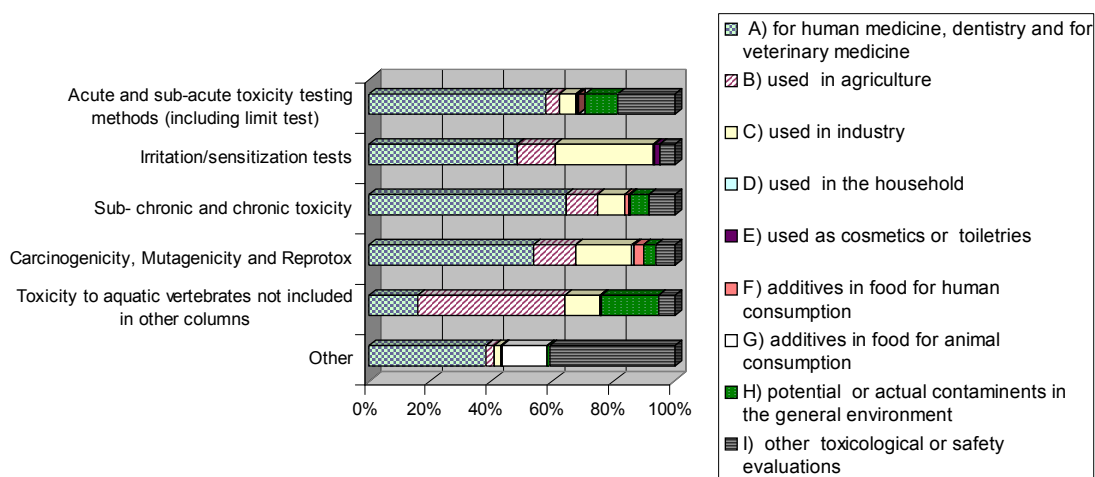 Acute and sub-acute toxicity testing
methods (including limit test)
Irritation/sensitization tests
Sub- chronic and chronic toxicity
Carcinogenicity, Mutagenicity and Reprotox
Toxicity to aquatic vertebrates not included
in other columns
Other
0% 20% 40% 60% 80% 100%
A) for human medicine, dentistry and for
veterinary medicine
B) used in agriculture
C) used in industry
D) used in the household
E) used as cosmetics or toiletries
F) additives in food for human
consumption
G) additives in food for animal
consumption
H) potential or actual contaminents in
the general environment
I) other toxicological or safety
evaluations